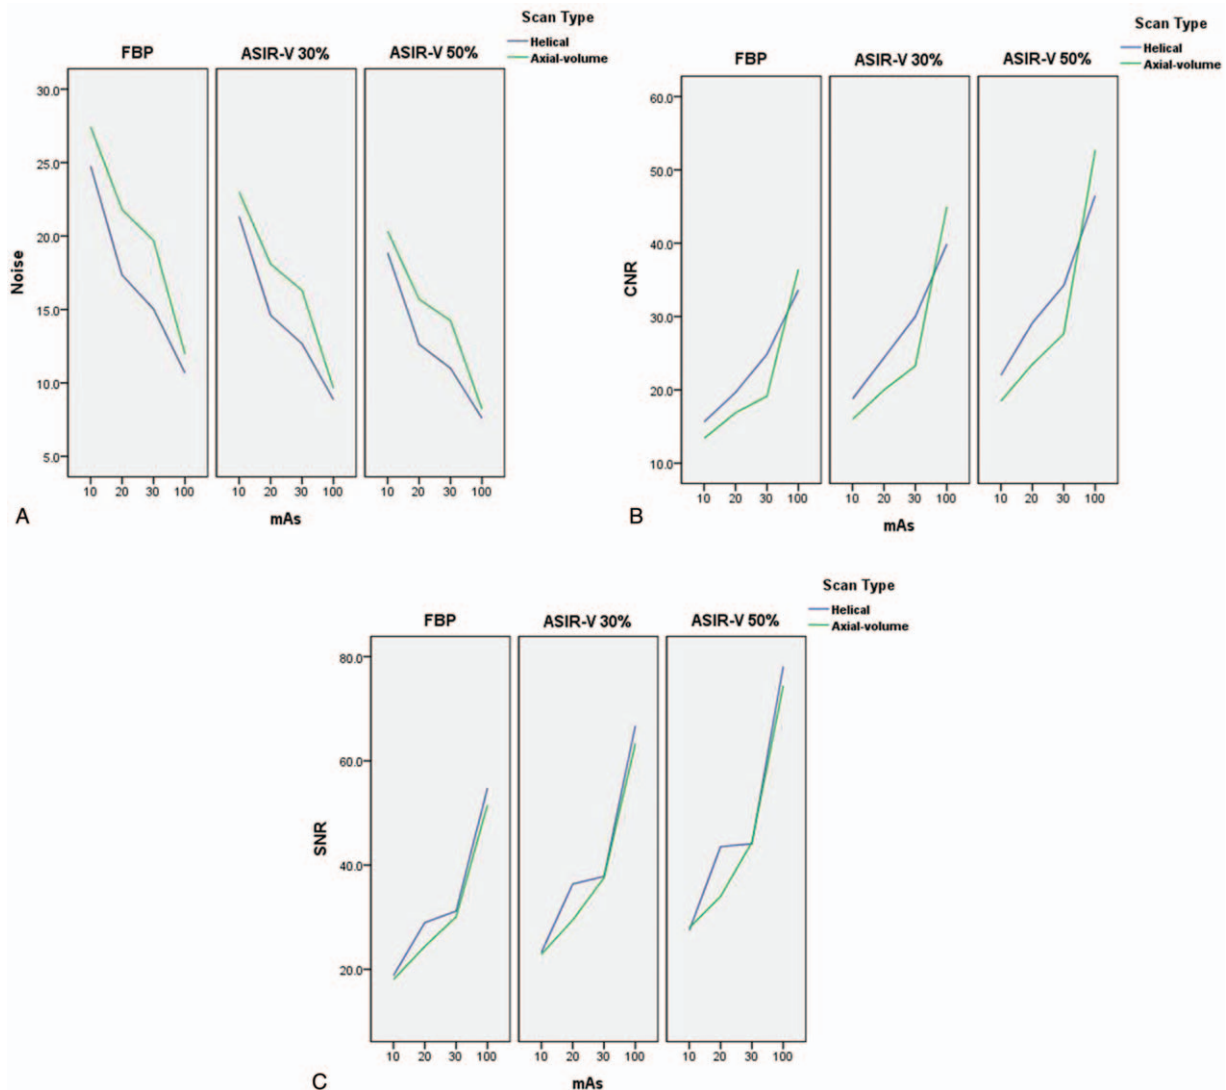 Scan Type
Helical
Axial-volume
FBP ASIR-V 30% ASIR-V 50%
30.0
25.0
20.0
15.0
10.0
5.0
Noise
10 20 30 100 10 20 30 100 10 20 30 100
mAs
A
Scan Type
Helical
Axial-volume
FBP ASIR-V 30% ASIR-V 50%
60.0
50.0
40.0
30.0
20.0
10.0
CNR
10 20 30 100 10 20 30 100 10 20 30 100
mAs
B
Scan Type
Helical
Axial-volume
FBP ASIR-V 30% ASIR-V 50%
80.0
60.0
40.0
20.0
SNR
10 20 30 100 10 20 30 100 10 20 30 100
mAs
C